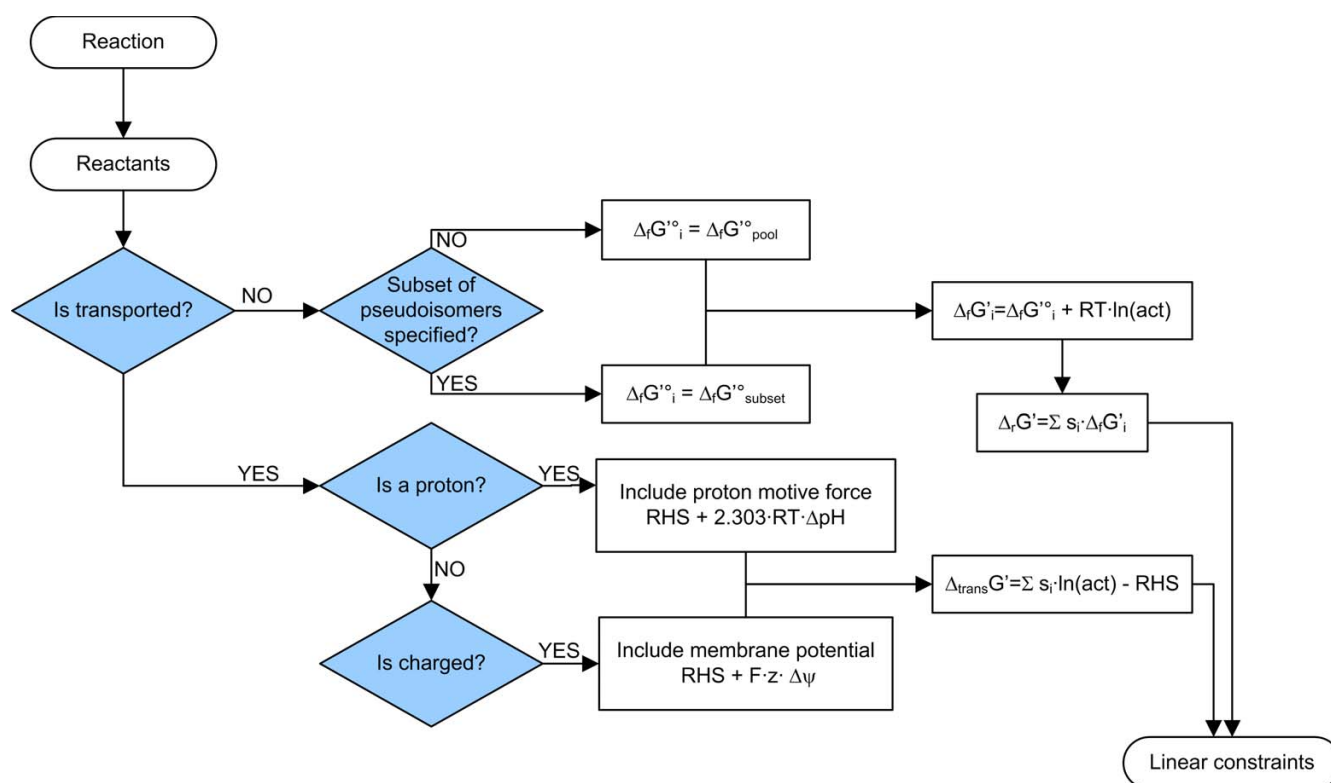 Reaction
Reactants
Is transported?
NO
Subset of
pseudoisomers
specified?
NO
YES
ΔfG'°i = ΔfG'°pool
ΔfG'°i = ΔfG'°subset
ΔfG'i=ΔfG'°i + RT·ln(act)
ΔrG'=Σ si·ΔfG'i
YES
Is a proton?
YES
NO
Include proton motive force
RHS + 2.303·RT·ΔpH
Is charged?
YES
Include membrane potential
RHS + F·z· Δψ
ΔtransG'=Σ si·ln(act) - RHS
Linear constraints